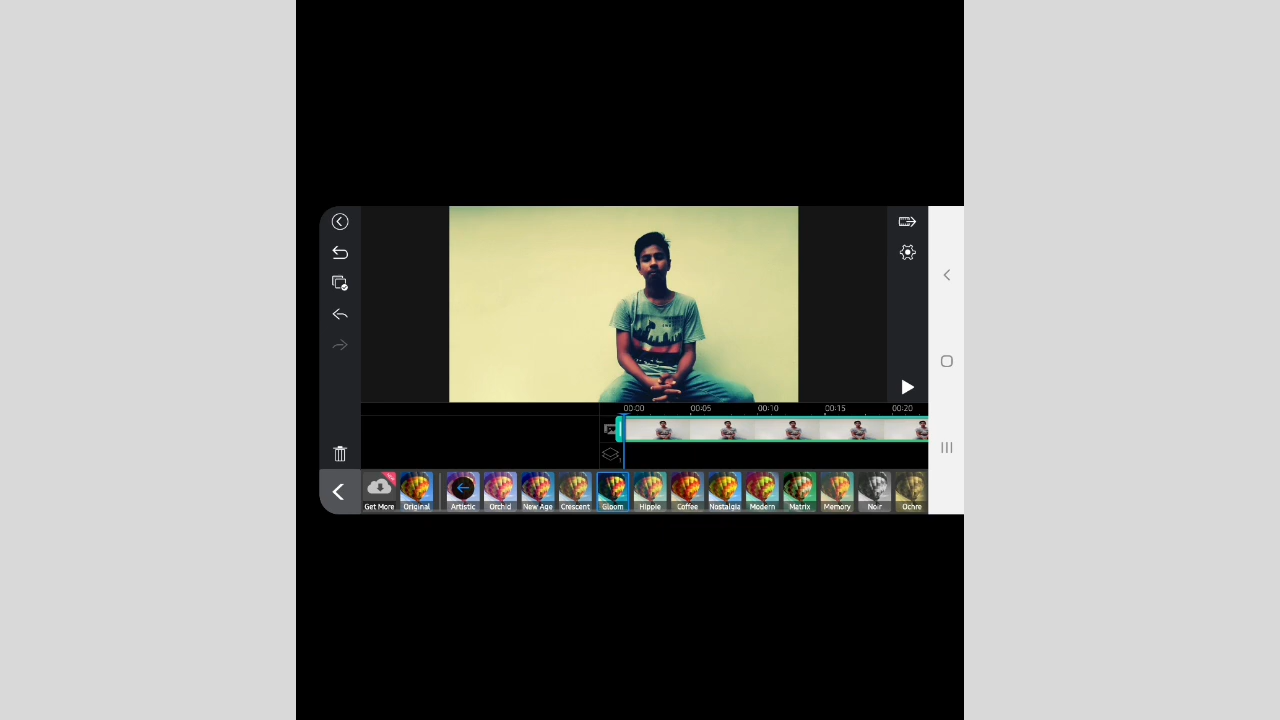 00:00 00:05 00:10 00:15 00:20
Get More Original Artistic Orchid New Age Crescent Gloom Hippie Coffee Nostalgia Modern Matrix Memory Noir Ochre